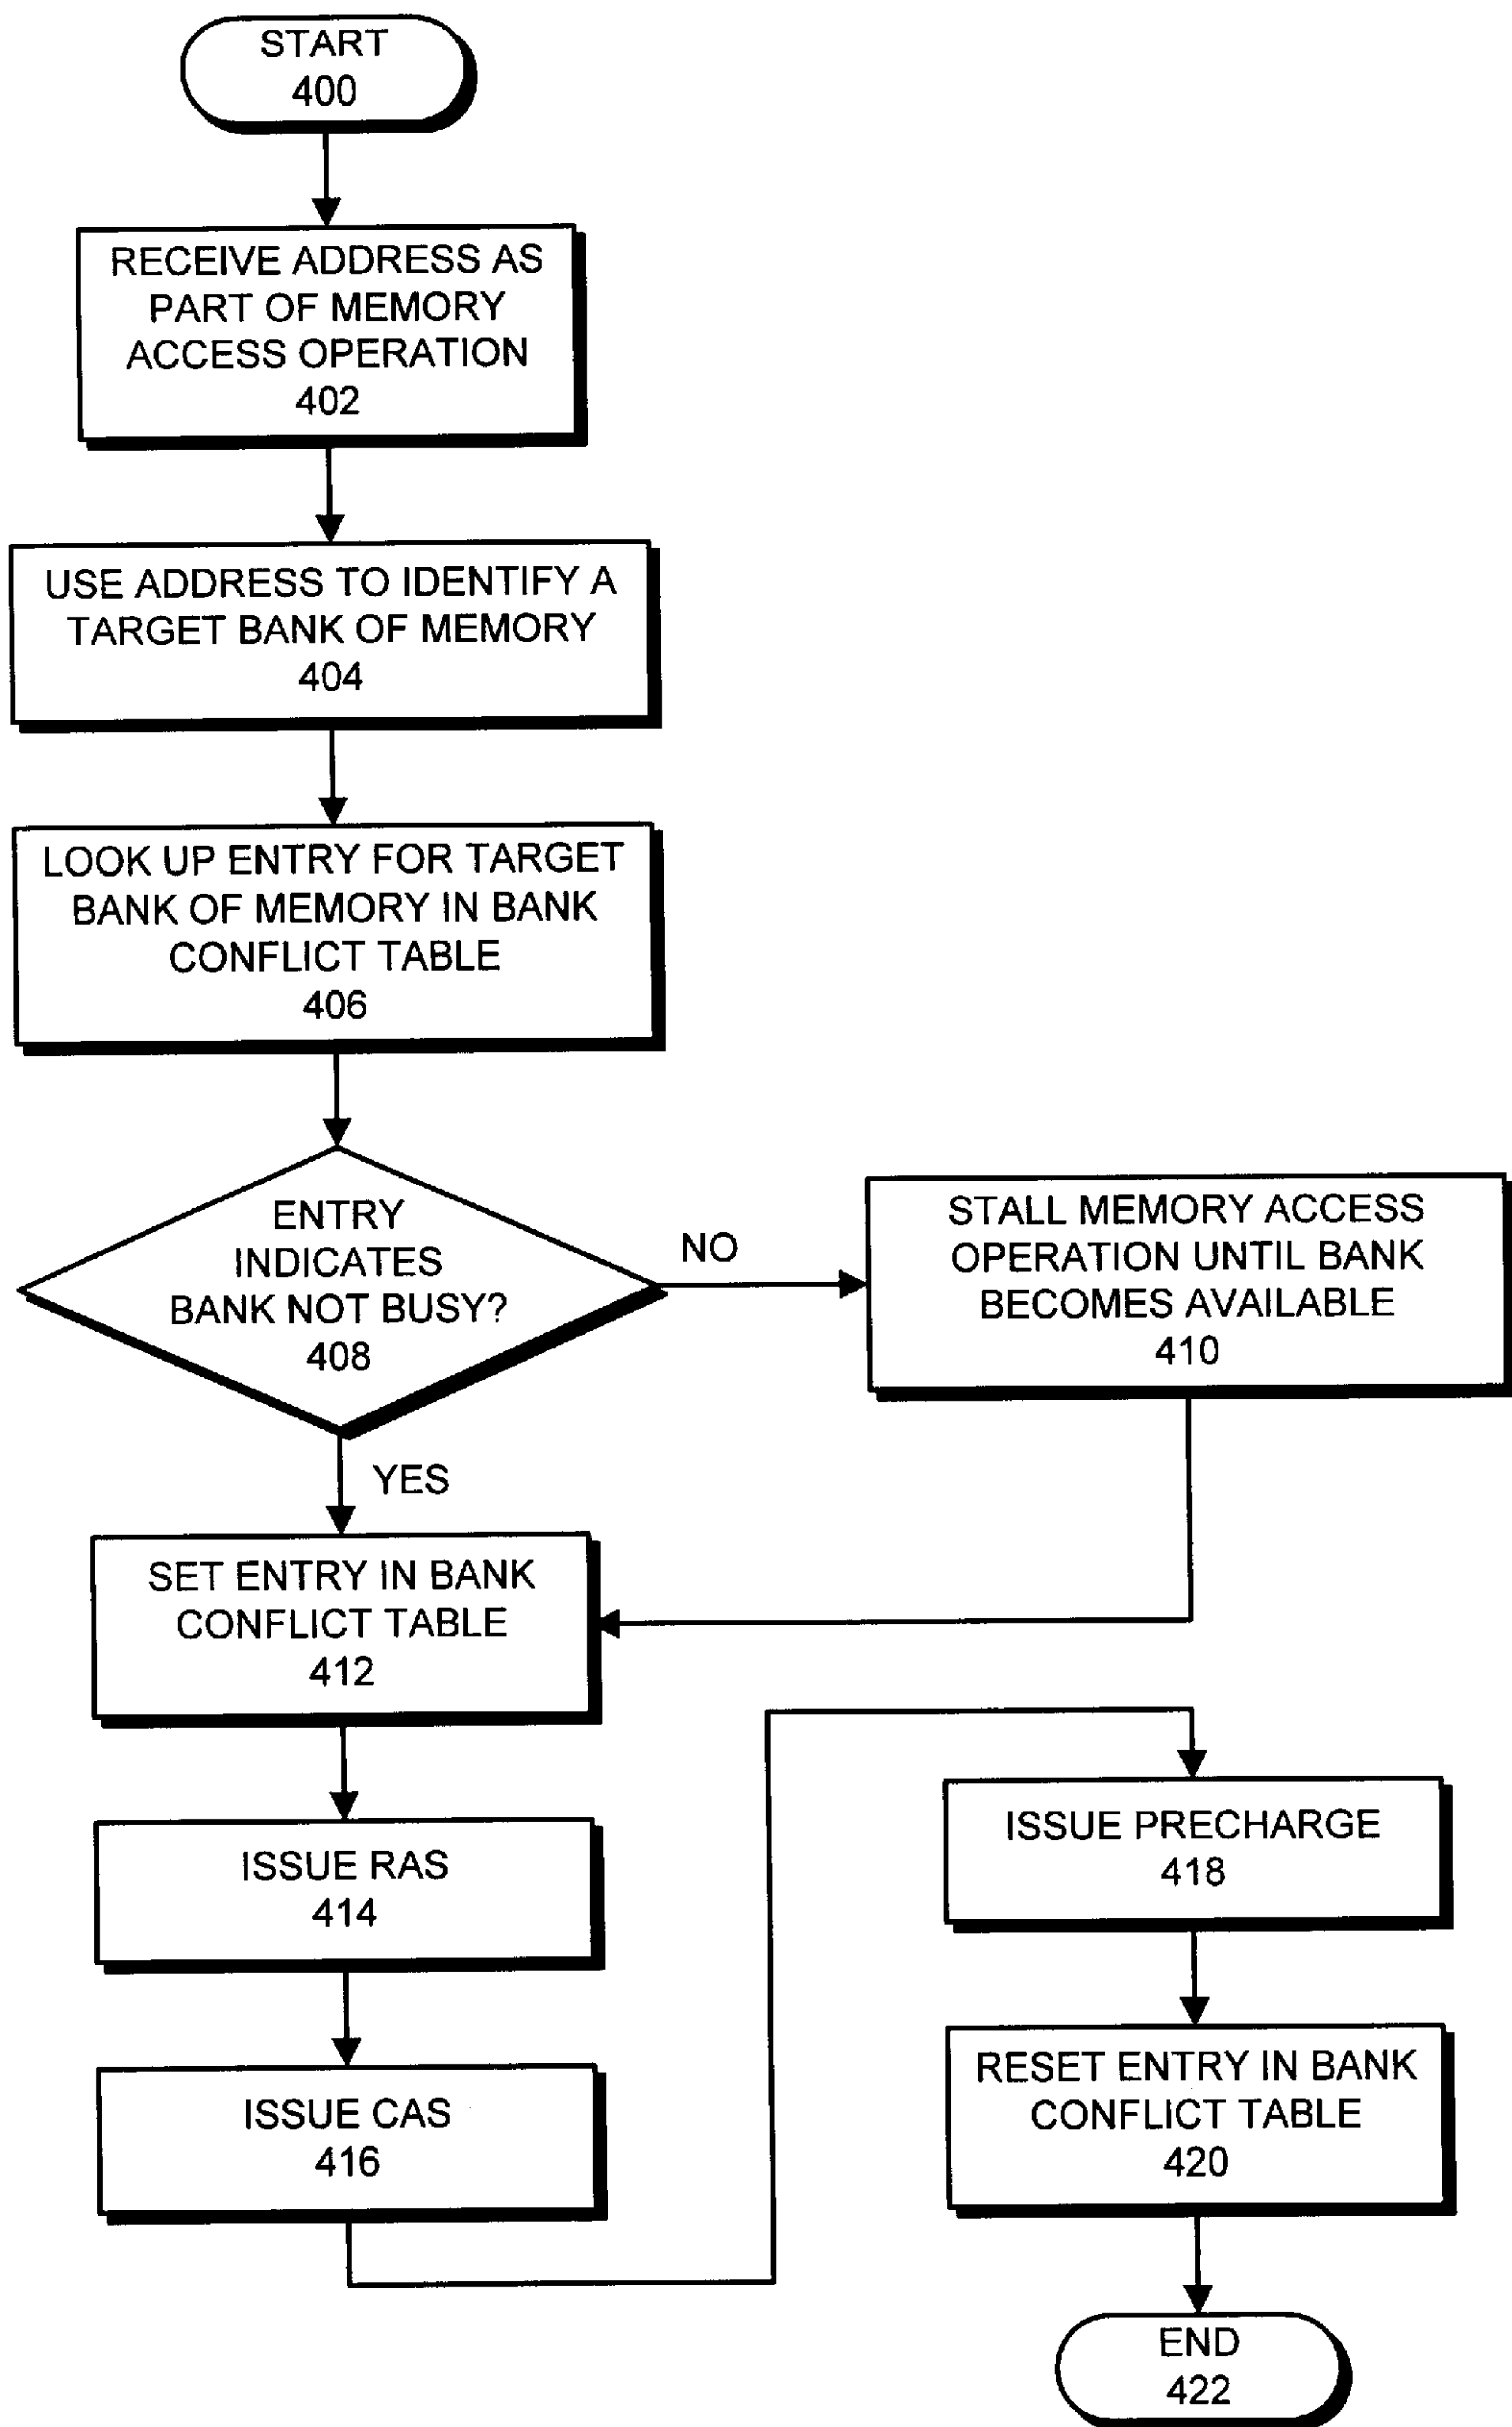 START
400
RECEIVE ADDRESS AS
PART OF MEMORY
ACCESS OPERATION
402
USE ADDRESS TO IDENTIFY A
TARGET BANK OF MEMORY
404
LOOK UP ENTRY FOR TARGET
BANK OF MEMORY IN BANK
CONFLICT TABLE
406
ENTRY
INDICATES
BANK NOT BUSY?
408
NO
STALL MEMORY ACCESS
OPERATION UNTIL BANK
BECOMES AVAILABLE
410
YES
SET ENTRY IN BANK
CONFLICT TABLE
412
ISSUE RAS
414
ISSUE CAS
416
ISSUE PRECHARGE
418
RESET ENTRY IN BANK
CONFLICT TABLE
420
END
422